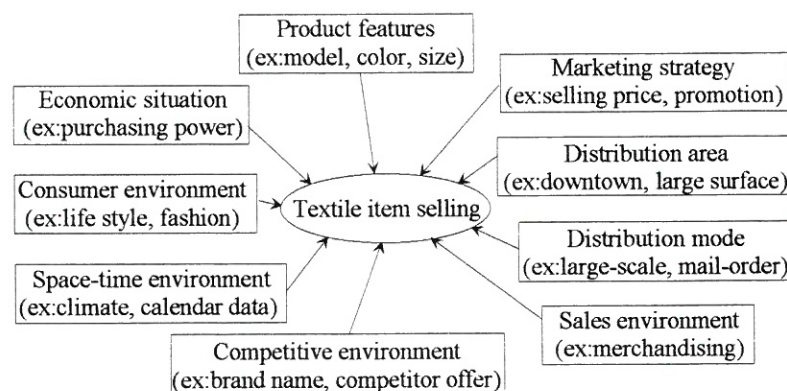 Product features
(ex:model, color, size)
Marketing strategy
(ex:selling price, promotion)
Economic situation
(ex:purchasing power)
Distribution area
(ex:downtown, large surface)
Consumer environment
(ex:life style, fashion)
Textile item selling
Distribution mode
(ex:large-scale, mail-order)
Space-time environment
(ex:climate, calendar data)
Sales environment
(ex:merchandising)
Competitive environment
(ex:brand name, competitor offer)